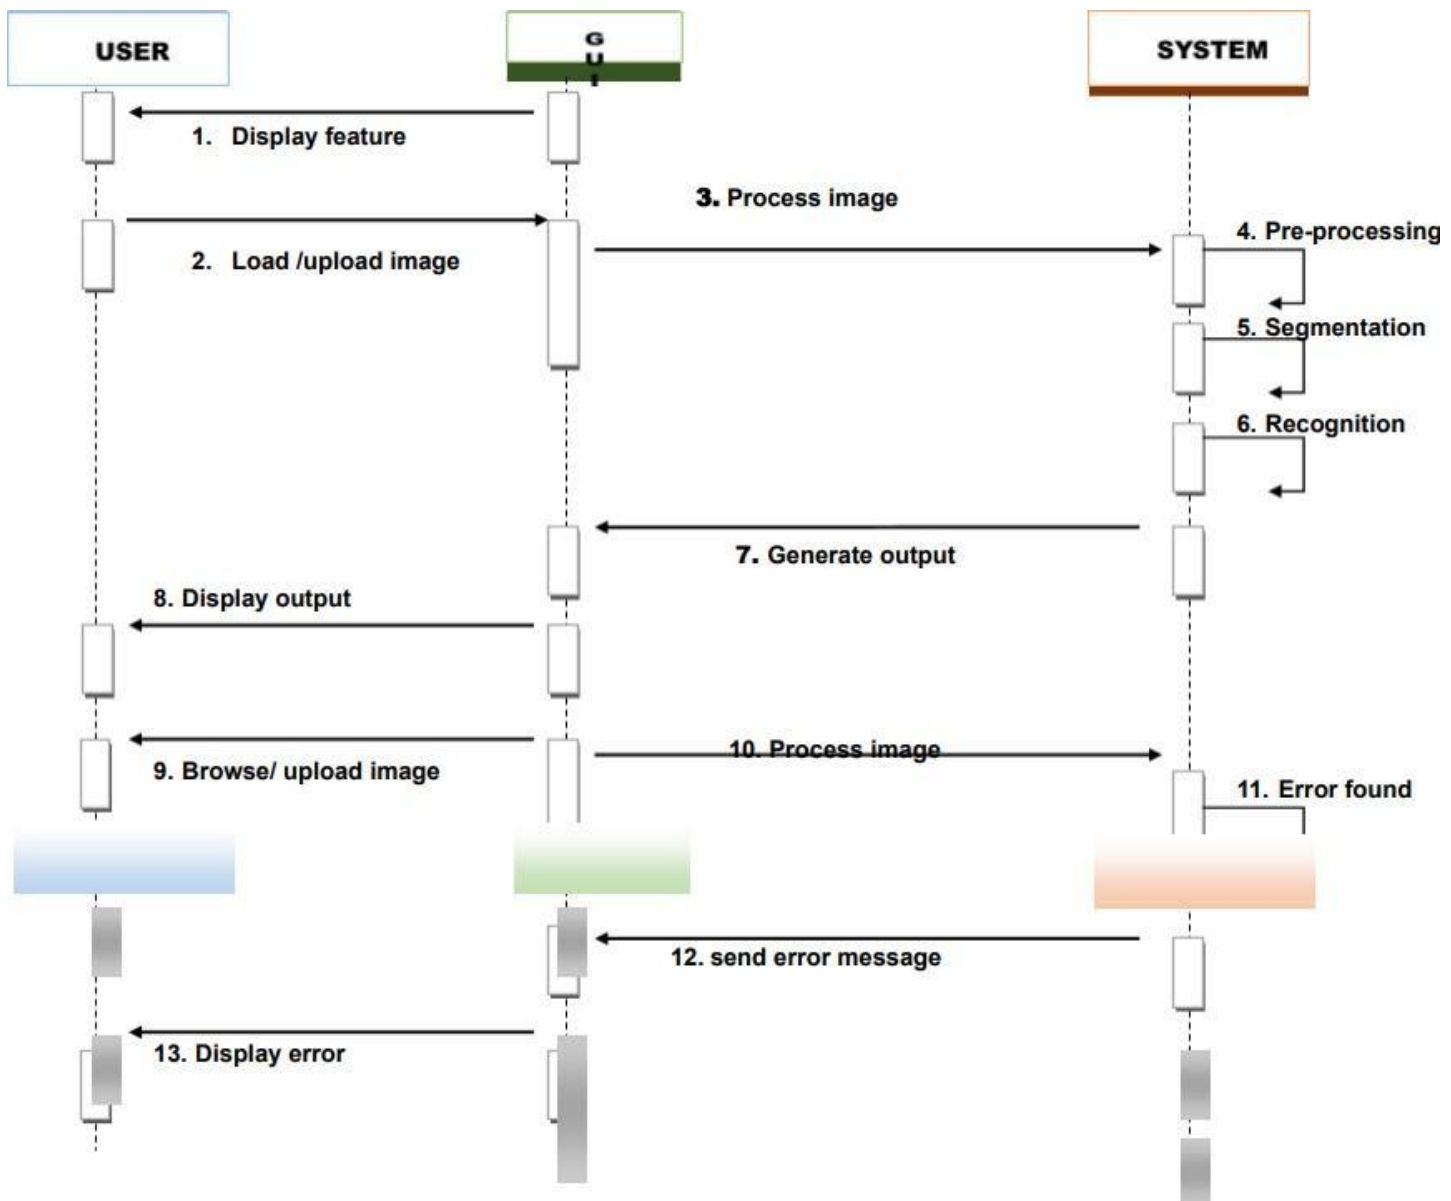 USER
G
U
I
SYSTEM
1. Display feature
3. Process image
2. Load /upload image
4. Pre-processing
5. Segmentation
6. Recognition
7. Generate output
8. Display output
10. Process image
9. Browse/ upload image
11. Error found
12. send error message
13. Display error